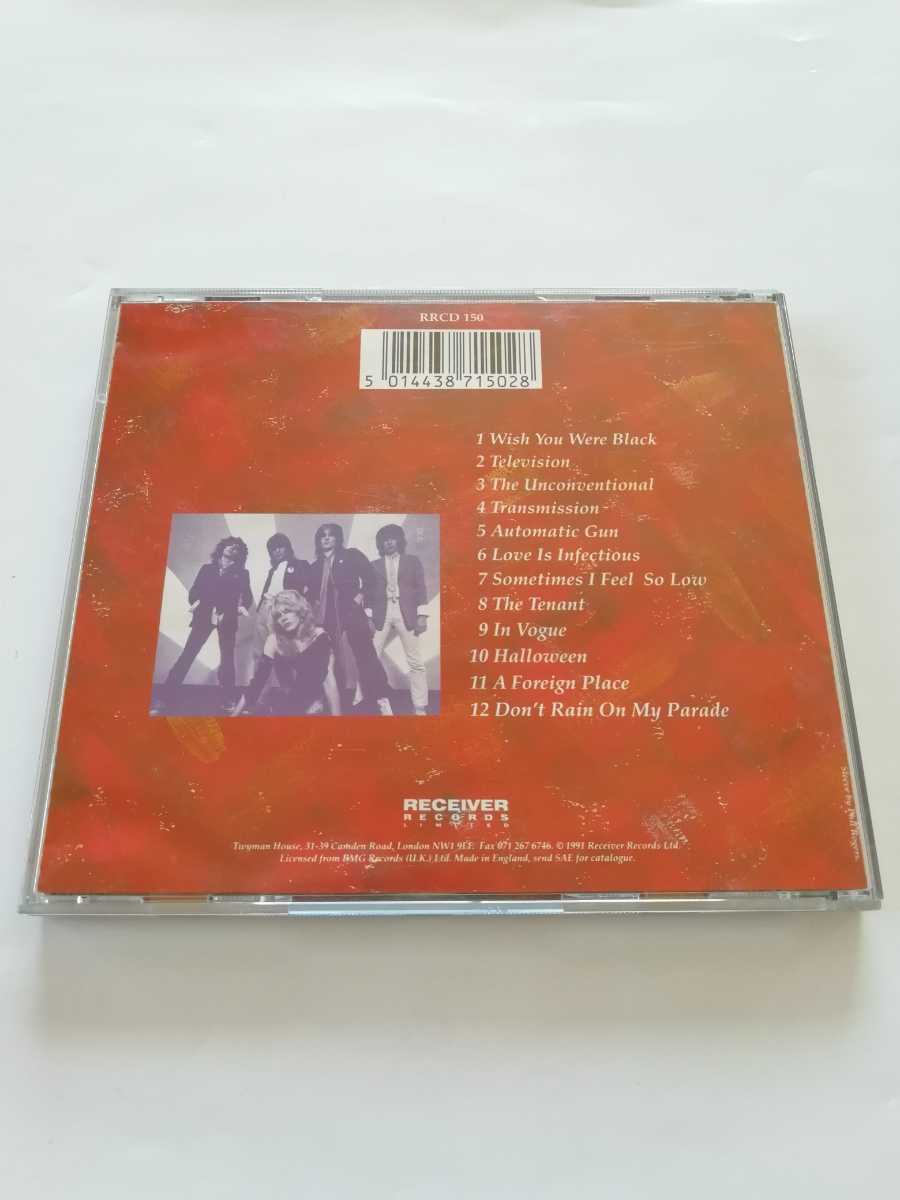 RRCD 150
5 014438 715028
1 Wish You Were Black
2 Television
3 The Unconventional
4 Transmission
5 Automatic Gun
6 Love Is Infectious
7 Sometimes I Feel So Low
8 The Tenant
9 In Vogue
10 Halloween
11 A Foreign Place
12 Don't Rain On My Parade
RECEIVER
RECORDS
LIMITED
Twyman House, 31-39 Camden Road, London NW1 9LF. Fax 071 267 6746. © 1991 Receiver Records Ltd.
Licensed from BMG Records (U.K.) Ltd. Made in England, send SAE for catalogue.
Sleeve by Phil